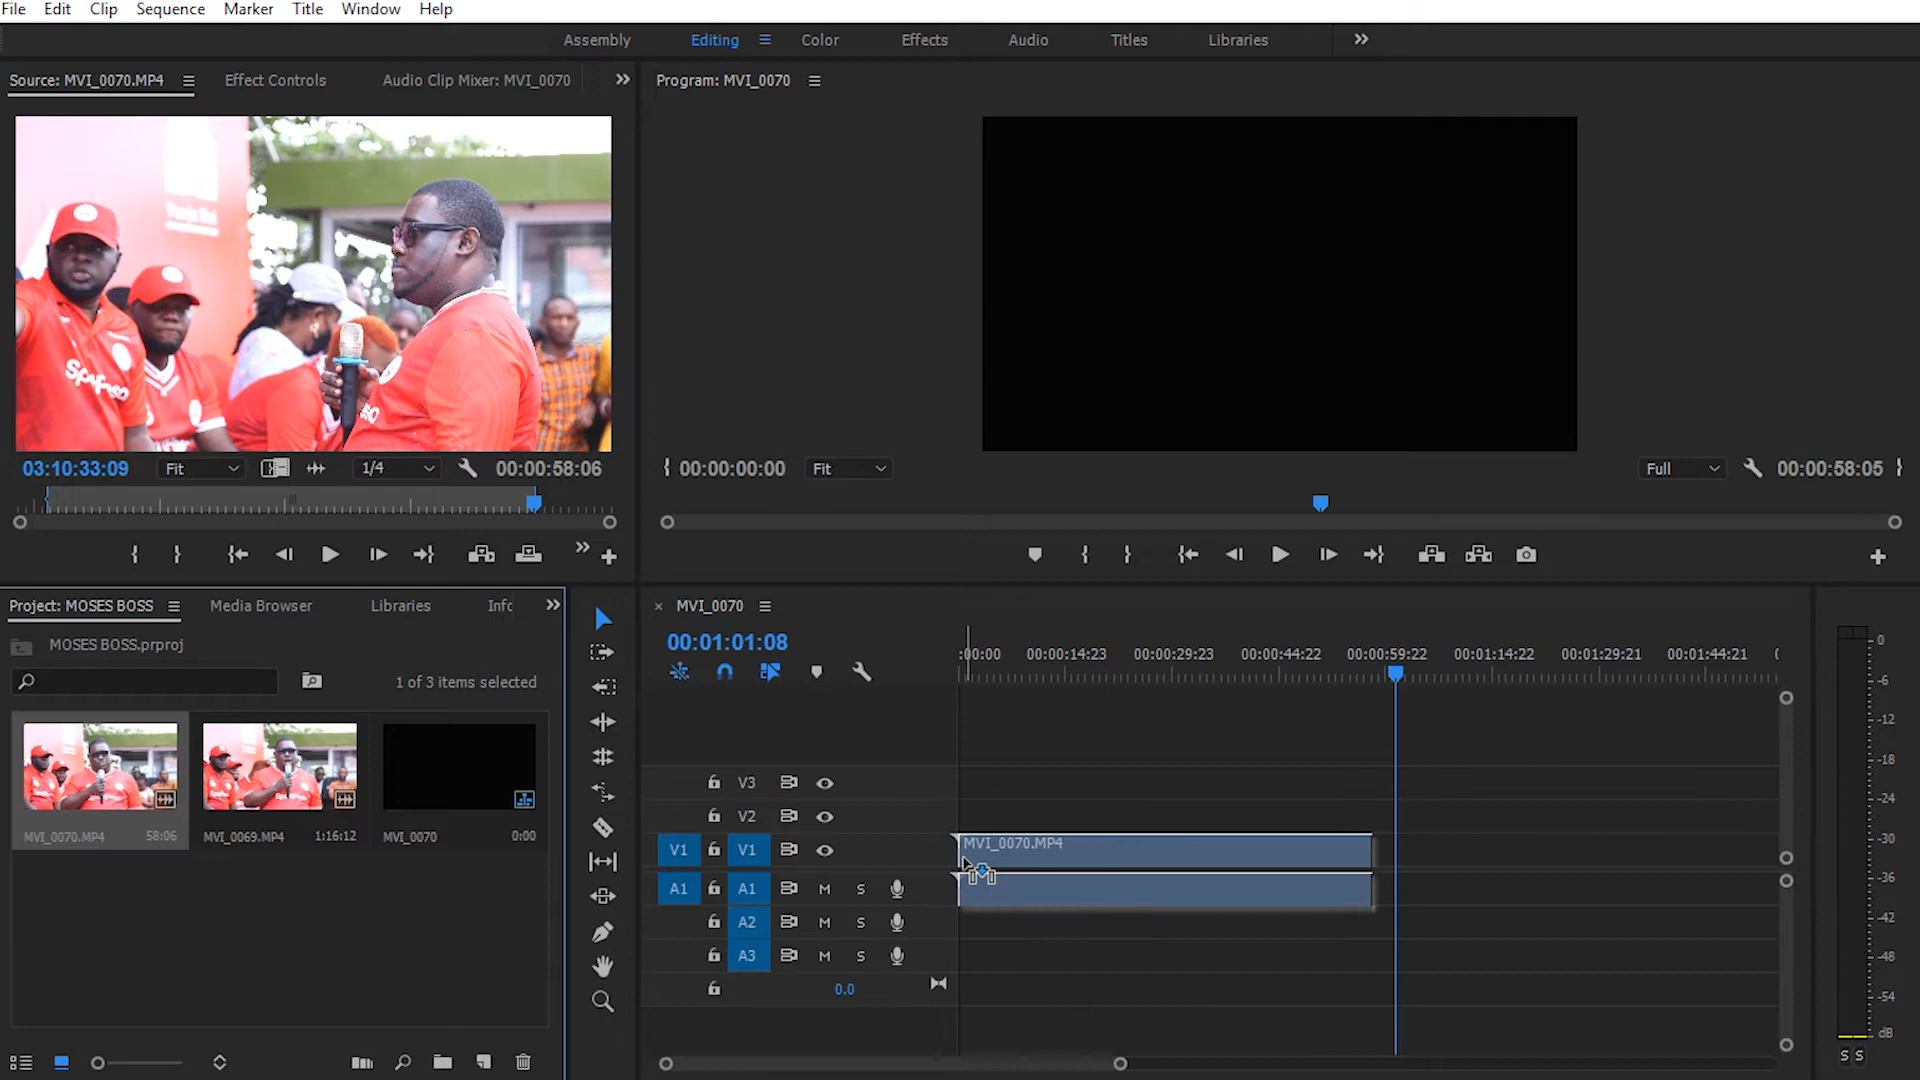 File Edit Clip Sequence Marker Title Window Help
Assembly Editing Color Effects Audio Titles Libraries
Source: MVI_0070.MP4 Effect Controls Audio Clip Mixer: MVI_0070
Program: MVI_0070
03:10:33:09 Fit 1/4 00:00:58:06
00:00:00:00 Fit Full 00:00:58:05
Project: MOSES BOSS Media Browser Libraries Info
MOSES BOSS.prproj
1 of 3 items selected
MVI_0070.MP4 58:06
MVI_0069.MP4 1:16:12
MVI_0070 0:00
MVI_0070
00:01:01:08
:00:00 00:00:14:23 00:00:29:23 00:00:44:22 00:00:59:22 00:01:14:22 00:01:29:21 00:01:44:21
V3
V2
V1 V1 MVI_0070.MP4
A1 A1 M S
A2 M S
A3 M S
0.0
0
-6
-12
-18
-24
-30
-36
-42
-48
-54
dB
S S